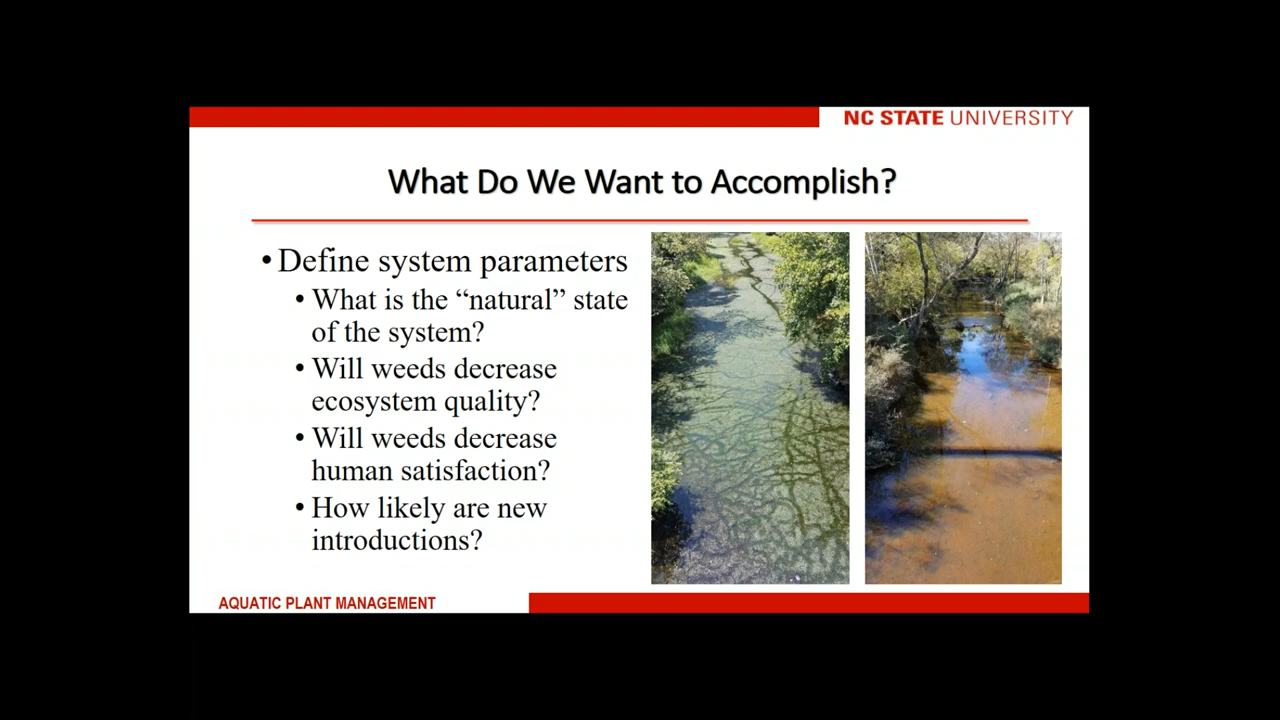 NC STATE UNIVERSITY
What Do We Want to Accomplish?
• Define system parameters
• What is the “natural” state
of the system?
• Will weeds decrease
ecosystem quality?
• Will weeds decrease
human satisfaction?
• How likely are new
introductions?
AQUATIC PLANT MANAGEMENT